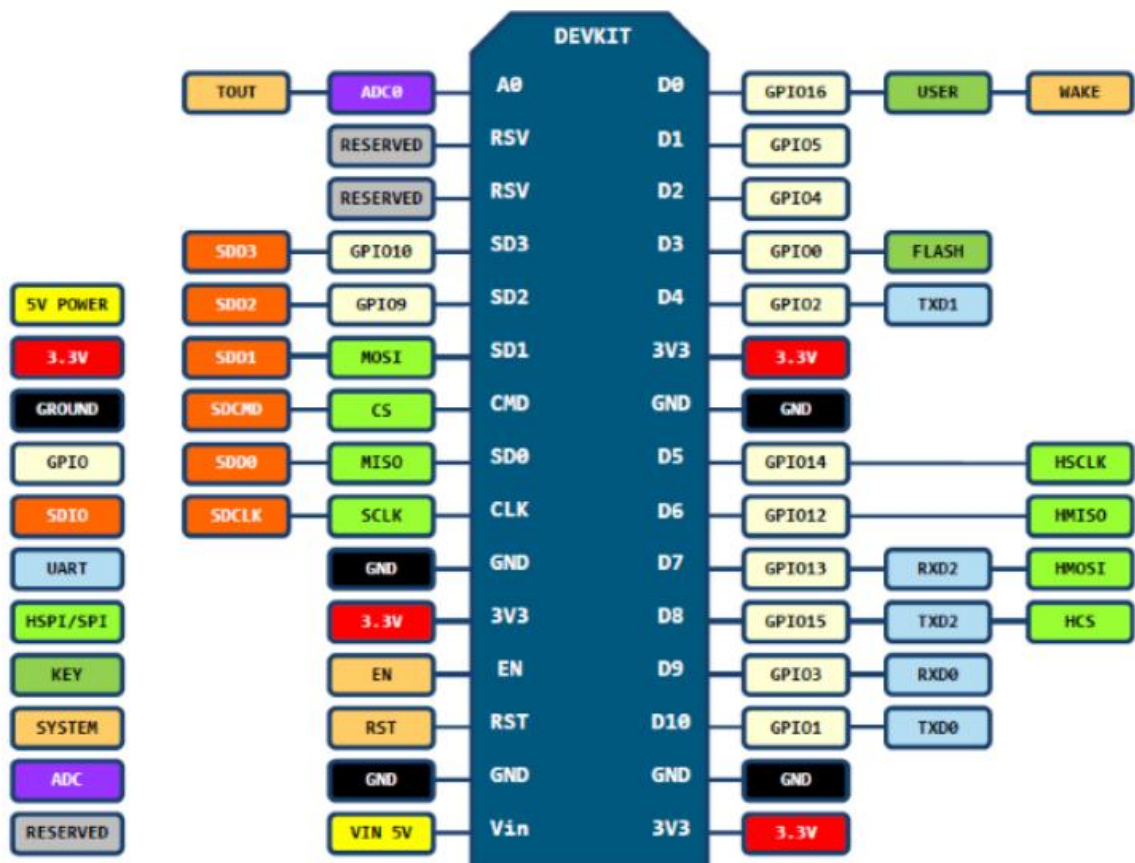 DEVKIT
TOUT ADC0 A0 D0 GPIO16 USER WAKE
RESERVED RSV D1 GPIO5
RESERVED RSV D2 GPIO4
SDD3 GPIO10 SD3 D3 GPIO0 FLASH
5V POWER SDD2 GPIO9 SD2 D4 GPIO2 TXD1
3.3V SDD1 MOSI SD1 3V3 3.3V
GROUND SDCMD CS CMD GND GND
GPIO SDD0 MISO SD0 D5 GPIO14 HSCLK
SDIO SDCLK SCLK CLK D6 GPIO12 HMISO
UART GND GND D7 GPIO13 RXD2 HMOSI
HSPI/SPI 3.3V 3V3 D8 GPIO15 TXD2 HCS
KEY EN EN D9 GPIO3 RXD0
SYSTEM RST RST D10 GPIO1 TXD0
ADC GND GND GND GND
RESERVED VIN 5V Vin 3V3 3.3V